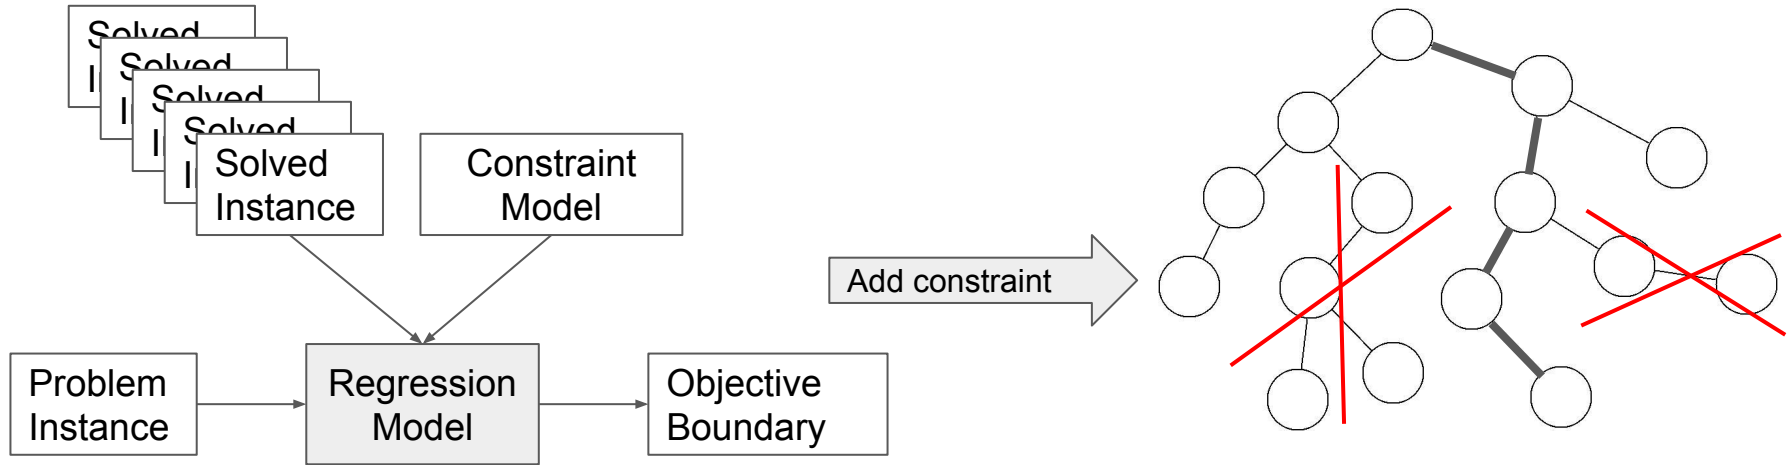 Solved
I
Solved
I
Solved
I
Solved
I
Solved
Instance
Constraint
Model
Add constraint
Problem
Instance
Regression
Model
Objective
Boundary